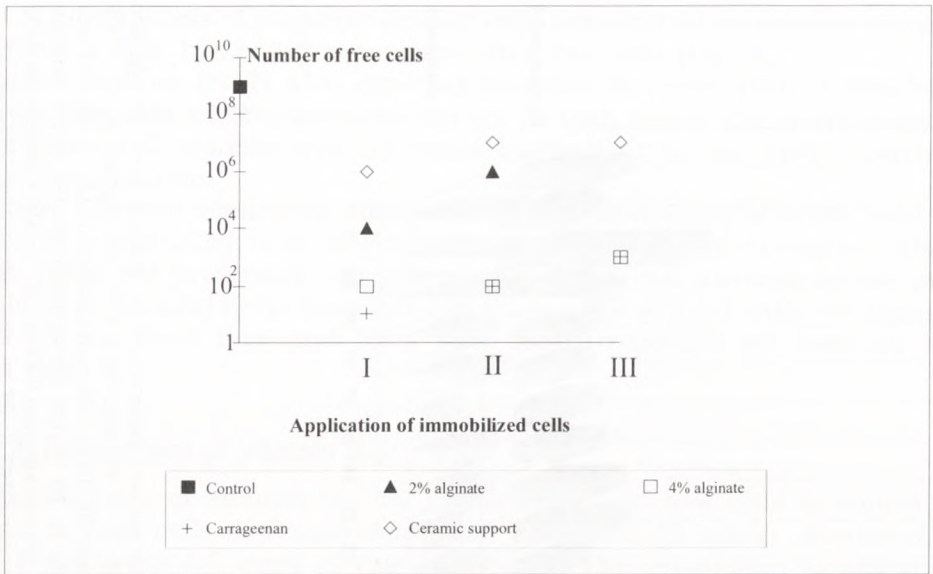 Number of free cells
10^10
10^8
10^6
10^4
10^2
1
I II III
Application of immobilized cells
Control 2% alginate 4% alginate
Carrageenan Ceramic support